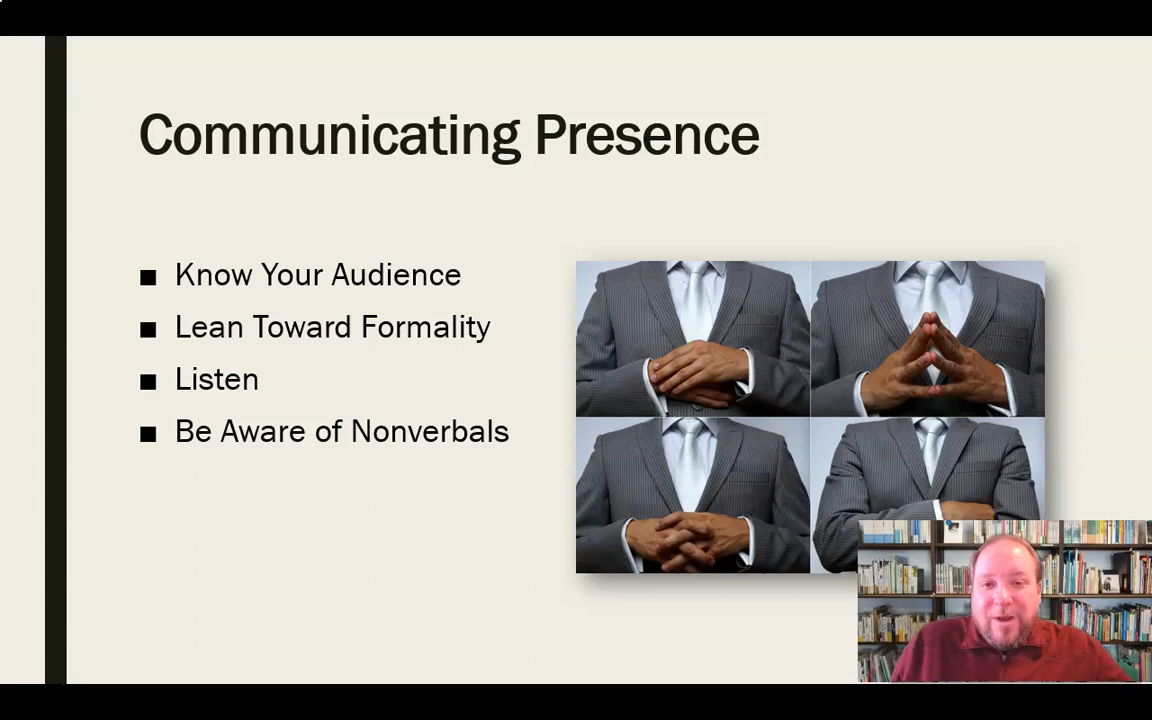 Communicating Presence
■ Know Your Audience
■ Lean Toward Formality
■ Listen
■ Be Aware of Nonverbals